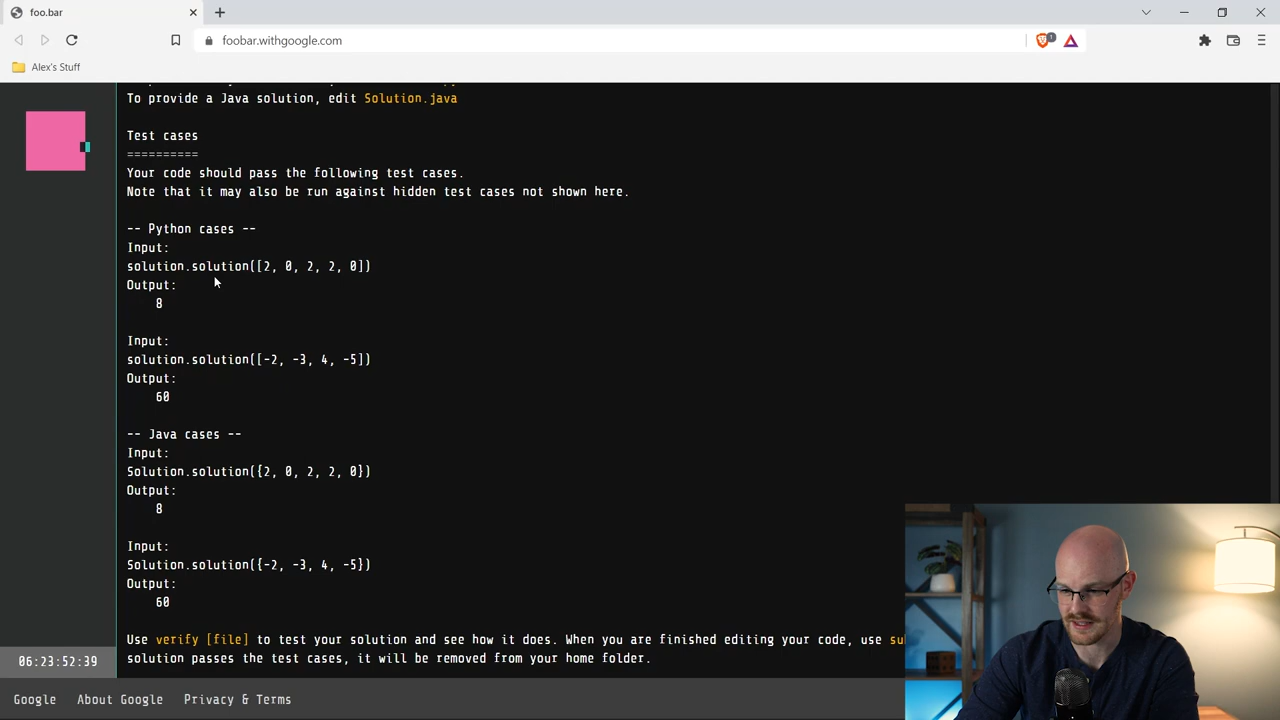 foo.bar
foobar.withgoogle.com
1
Alex's Stuff
To provide a Java solution, edit Solution.java
Test cases
==========
Your code should pass the following test cases.
Note that it may also be run against hidden test cases not shown here.
-- Python cases --
Input:
solution.solution([2, 0, 2, 2, 0])
Output:
8
Input:
solution.solution([-2, -3, 4, -5])
Output:
60
-- Java cases --
Input:
Solution.solution({2, 0, 2, 2, 0})
Output:
8
Input:
Solution.solution({-2, -3, 4, -5})
Output:
60
Use verify [file] to test your solution and see how it does. When you are finished editing your code, use
solution passes the test cases, it will be removed from your home folder.
06:23:52:39
Google About Google Privacy & Terms